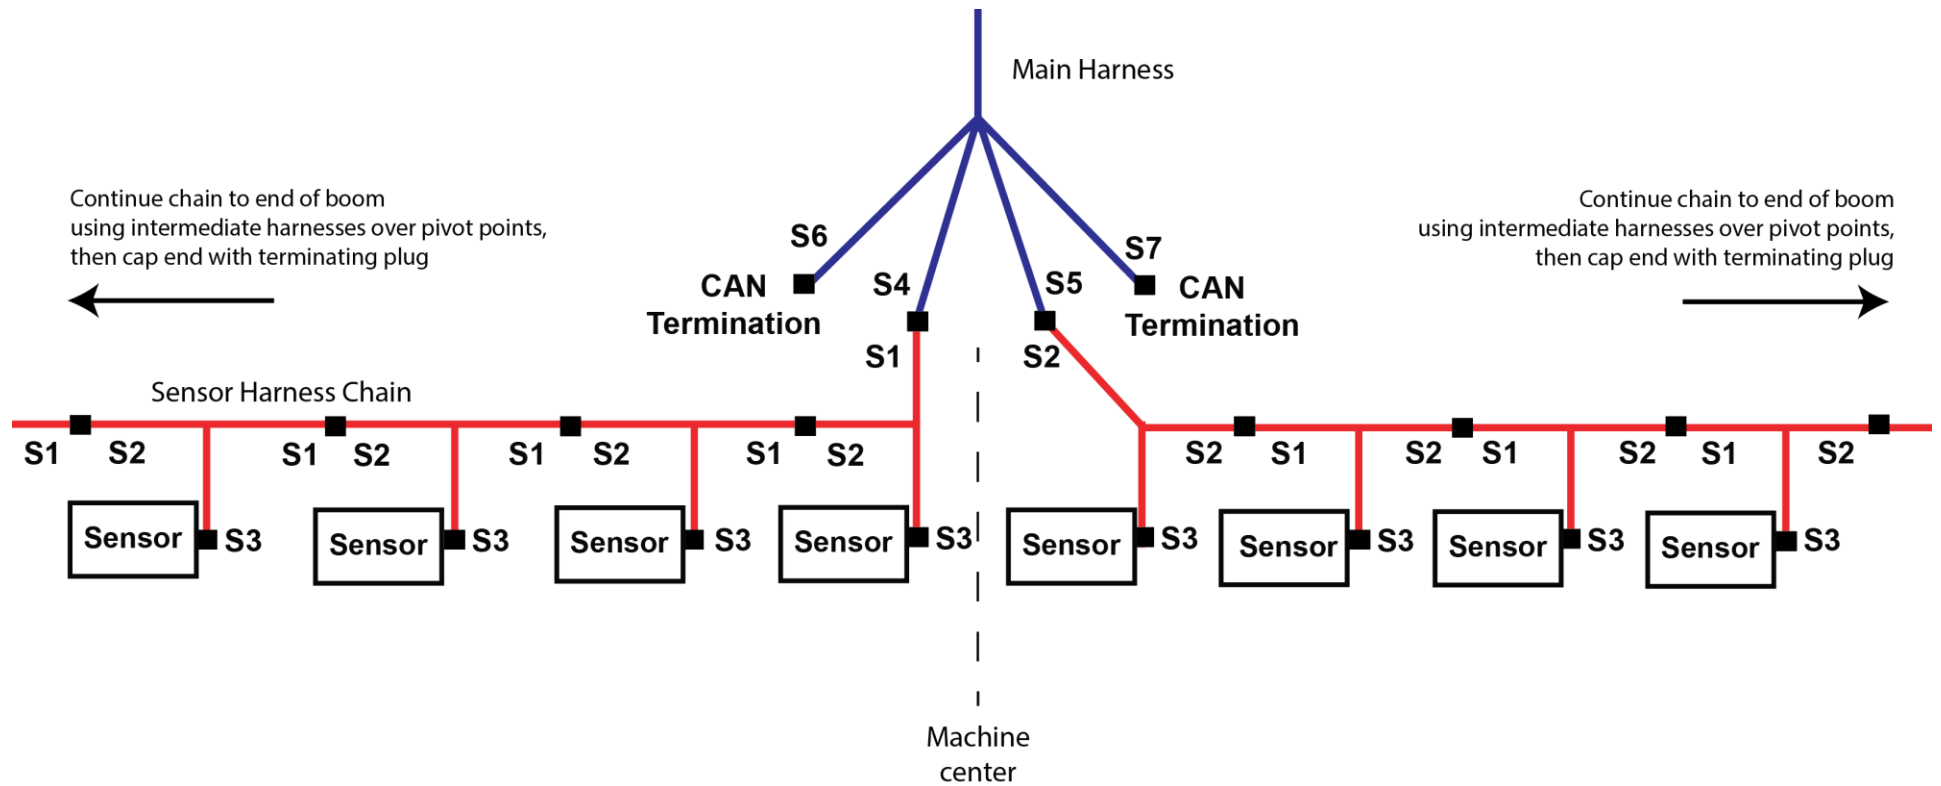 Main Harness
Continue chain to end of boom
using intermediate harnesses over pivot points,
then cap end with terminating plug
Continue chain to end of boom
using intermediate harnesses over pivot points,
then cap end with terminating plug
S6
S7
CAN
Termination
S4
S5
CAN
Termination
S1
S2
Sensor Harness Chain
S1
S2
S1
S2
S1
S2
S1
S2
S2
S1
S2
S1
S2
S1
S2
Sensor
S3
Sensor
S3
Sensor
S3
Sensor
S3
Sensor
S3
Sensor
S3
Sensor
S3
Sensor
S3
Machine
center